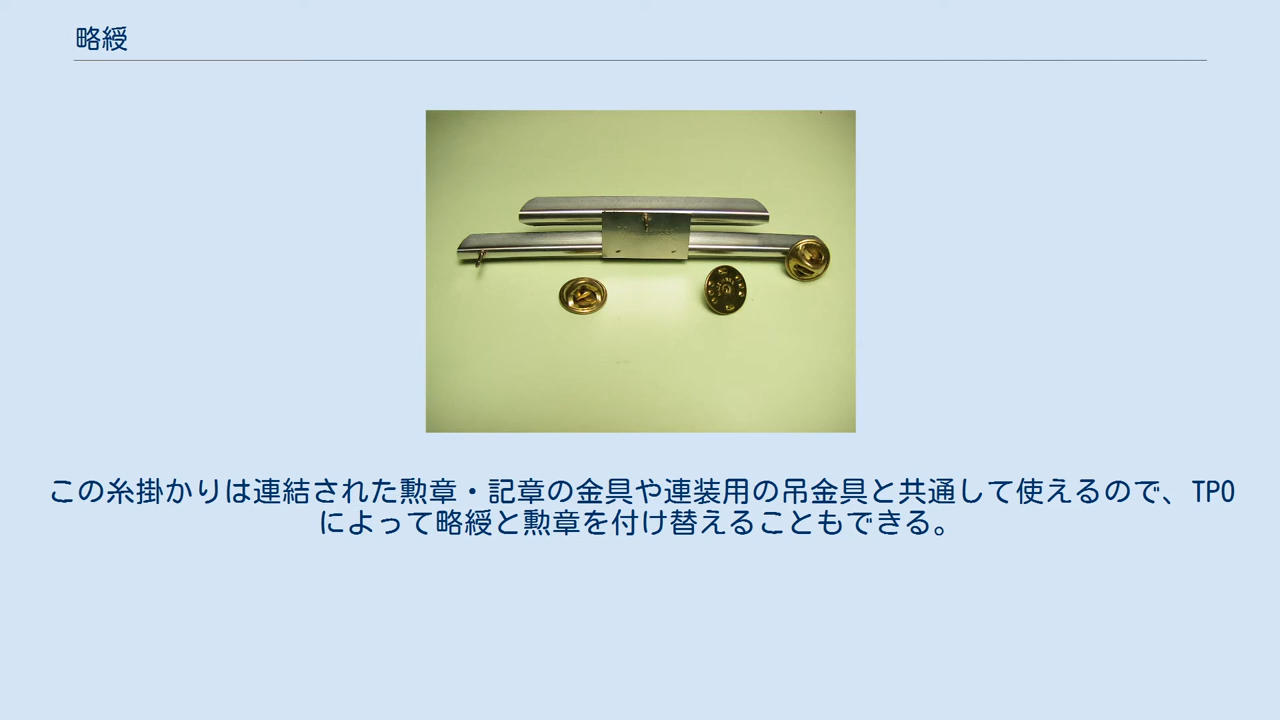 略綬
この糸掛かりは連結された勲章・記章の金具や連装用の吊金具と共通して使えるので、TPO
によって略綬と勲章を付け替えることもできる。